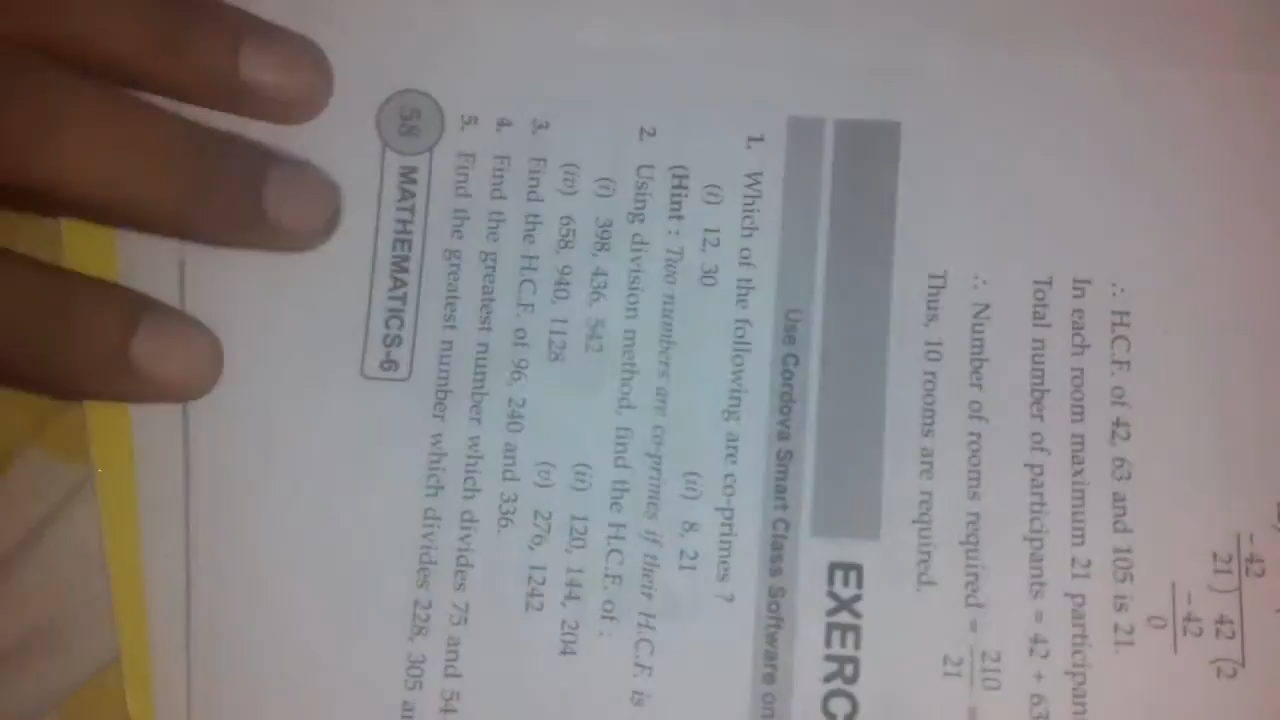 -42
21) 42 (2
-42
0
∴ H.C.F. of 42, 63 and 105 is 21.
In each room maximum 21 participan
Total number of participants = 42 + 63
∴ Number of rooms required = 210/21 =
Thus, 10 rooms are required.
EXERC
Use Cordova Smart Class Software on
1. Which of the following are co-primes ?
(i) 12, 30 (ii) 8, 21
(Hint : Two numbers are co-primes if their H.C.F. is
2. Using division method, find the H.C.F. of :
(i) 398, 436, 542 (ii) 120, 144, 204
(iv) 658, 940, 1128 (v) 276, 1242
3. Find the H.C.F. of 96, 240 and 336.
4. Find the greatest number which divides 75 and 54
5. Find the greatest number which divides 228, 305 an
58 MATHEMATICS-6